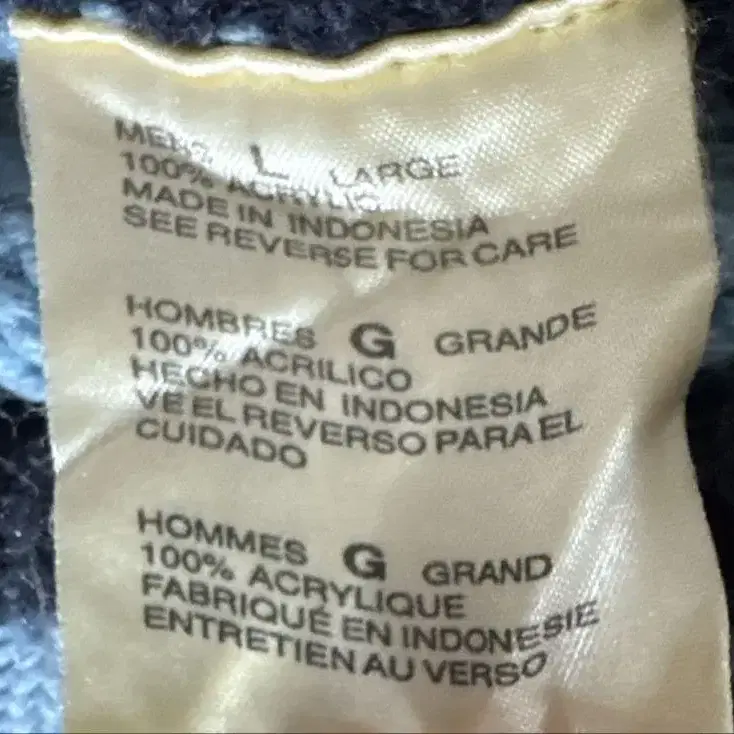 MENS L LARGE
100% ACRYLIC
MADE IN INDONESIA
SEE REVERSE FOR CARE
HOMBRES G GRANDE
100% ACRILICO
HECHO EN INDONESIA
VE EL REVERSO PARA EL
CUIDADO
HOMMES G GRAND
100% ACRYLIQUE
FABRIQUÉ EN INDONESIE
ENTRETIEN AU VERSO